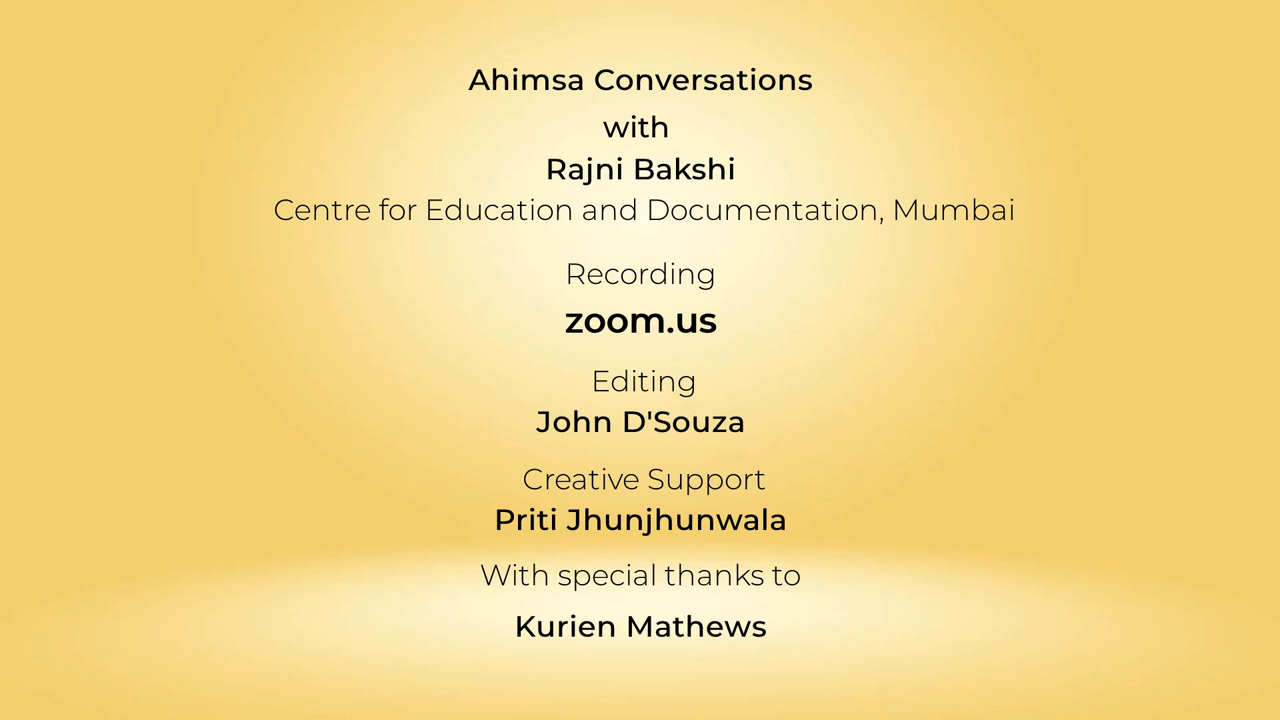 Ahimsa Conversations
with
Rajni Bakshi
Centre for Education and Documentation, Mumbai
Recording
zoom.us
Editing
John D'Souza
Creative Support
Priti Jhunjhunwala
With special thanks to
Kurien Mathews